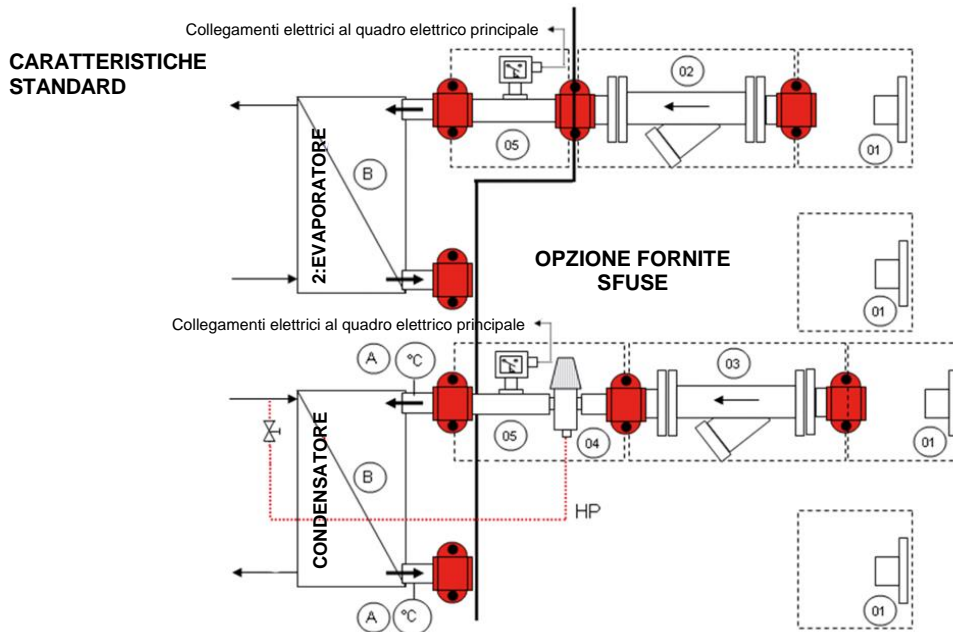 Collegamenti elettrici al quadro elettrico principale
CARATTERISTICHE
STANDARD
02
01
05
B
2:EVAPORATORE
OPZIONE FORNITE
SFUSE
01
Collegamenti elettrici al quadro elettrico principale
A
°C
03
05
04
01
B
CONDENSATORE
HP
01
A
°C